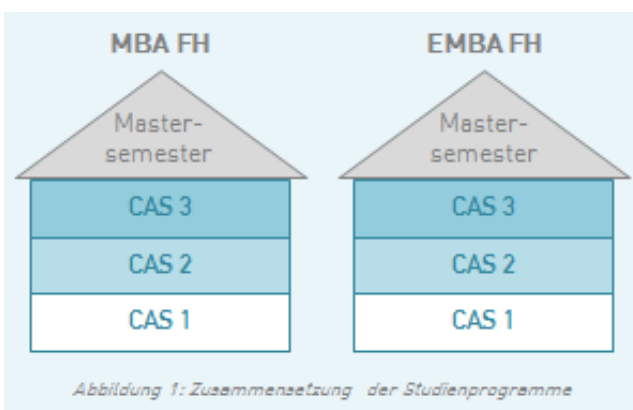 MBA FH
EMBA FH
Master-
semester
Master-
semester
CAS 3
CAS 3
CAS 2
CAS 2
CAS 1
CAS 1
Abbildung 1: Zusammensetzung der Studienprogramme